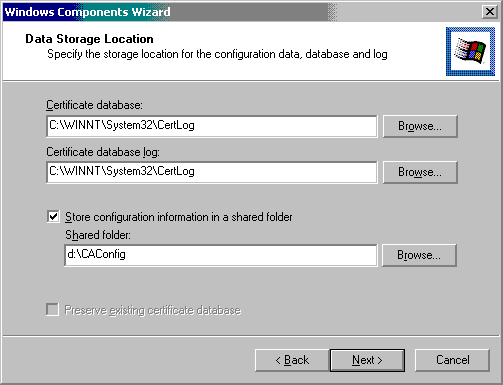 Windows Components Wizard
Data Storage Location
Specify the storage location for the configuration data, database and log
Certificate database:
C:\WINNT\System32\CertLog
Browse...
Certificate database log:
C:\WINNT\System32\CertLog
Browse...
Store configuration information in a shared folder
Shared folder:
d:\CAConfig
Browse...
Preserve existing certificate database
< Back
Next >
Cancel